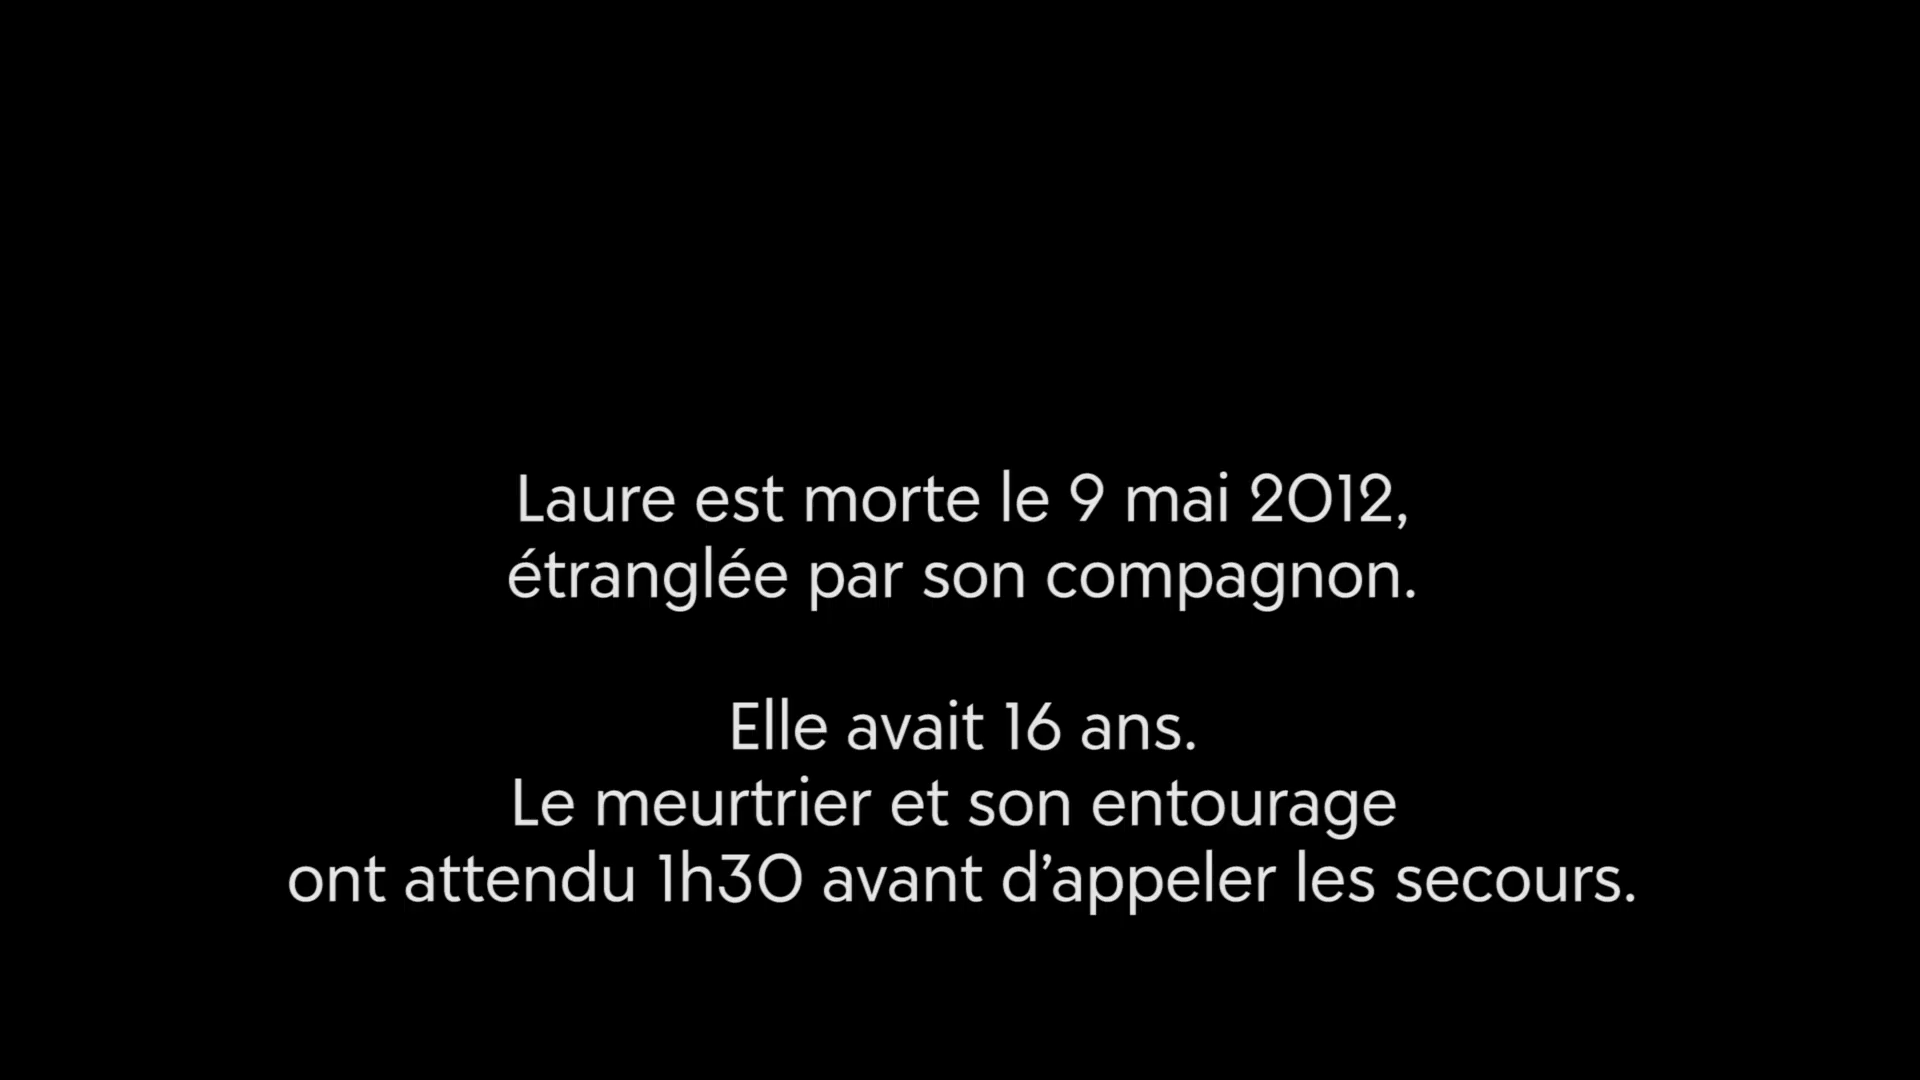 Laure est morte le 9 mai 2012,
étranglée par son compagnon.
Elle avait 16 ans.
Le meurtrier et son entourage
ont attendu 1h30 avant d’appeler les secours.